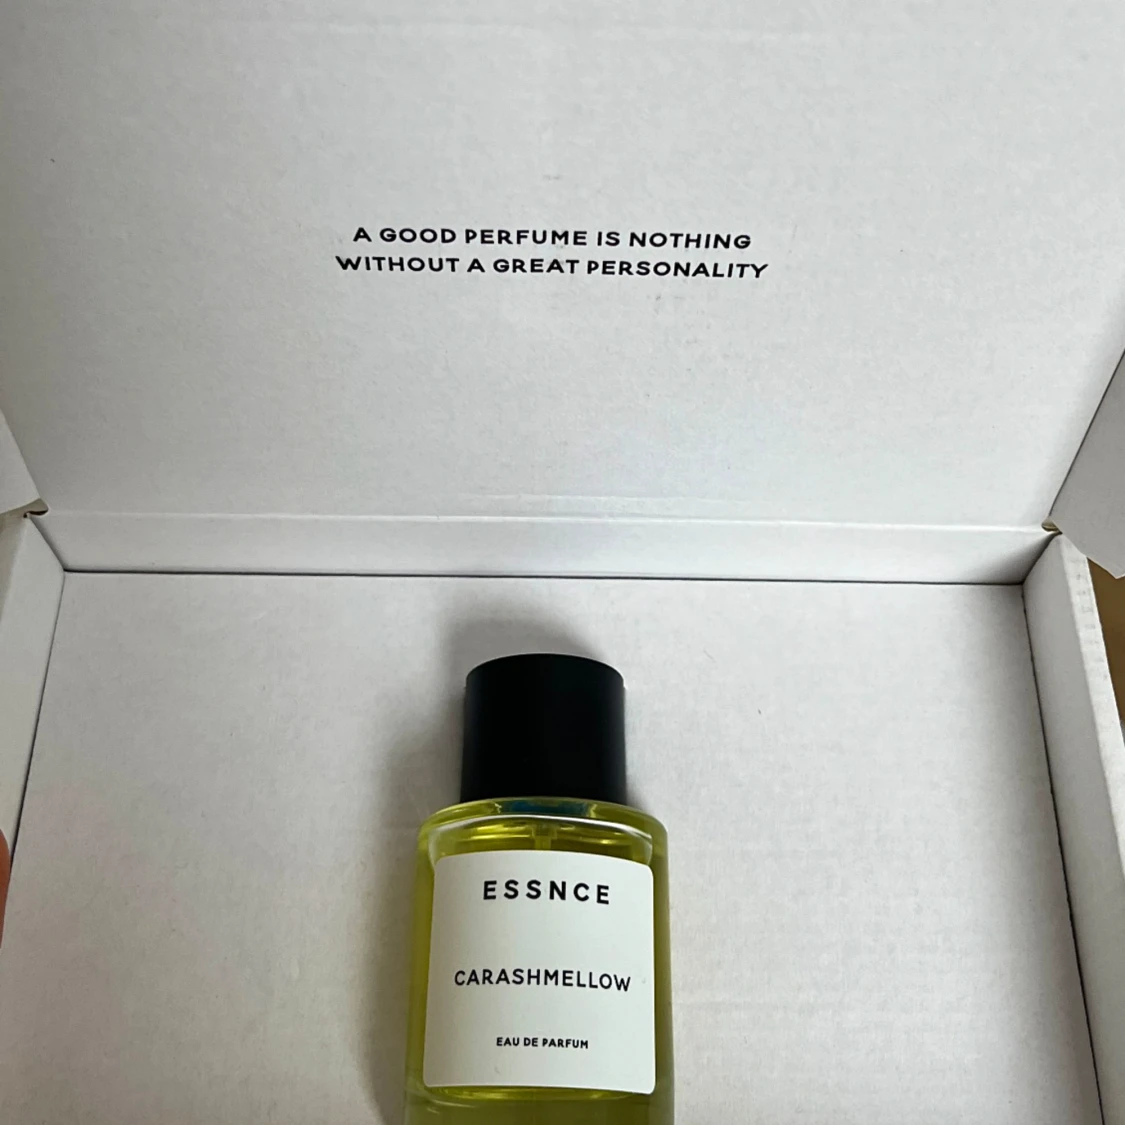 A GOOD PERFUME IS NOTHING
WITHOUT A GREAT PERSONALITY
ESSNCE
CARASHMELLOW
EAU DE PARFUM